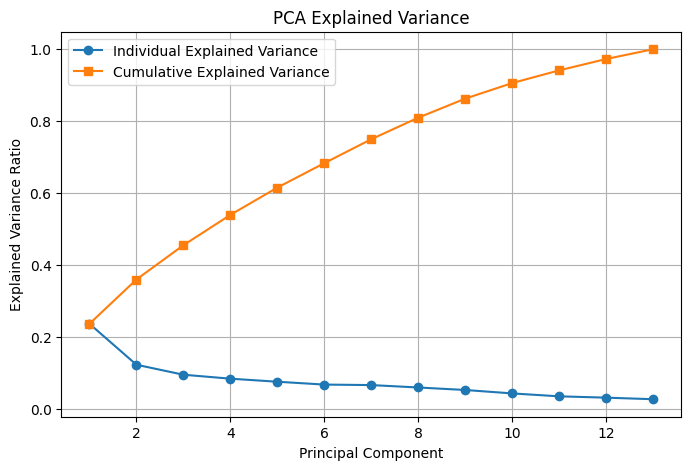 PCA Explained Variance
Individual Explained Variance
Cumulative Explained Variance
1.0
0.8
0.6
0.4
0.2
0.0
Explained Variance Ratio
2 4 6 8 10 12
Principal Component